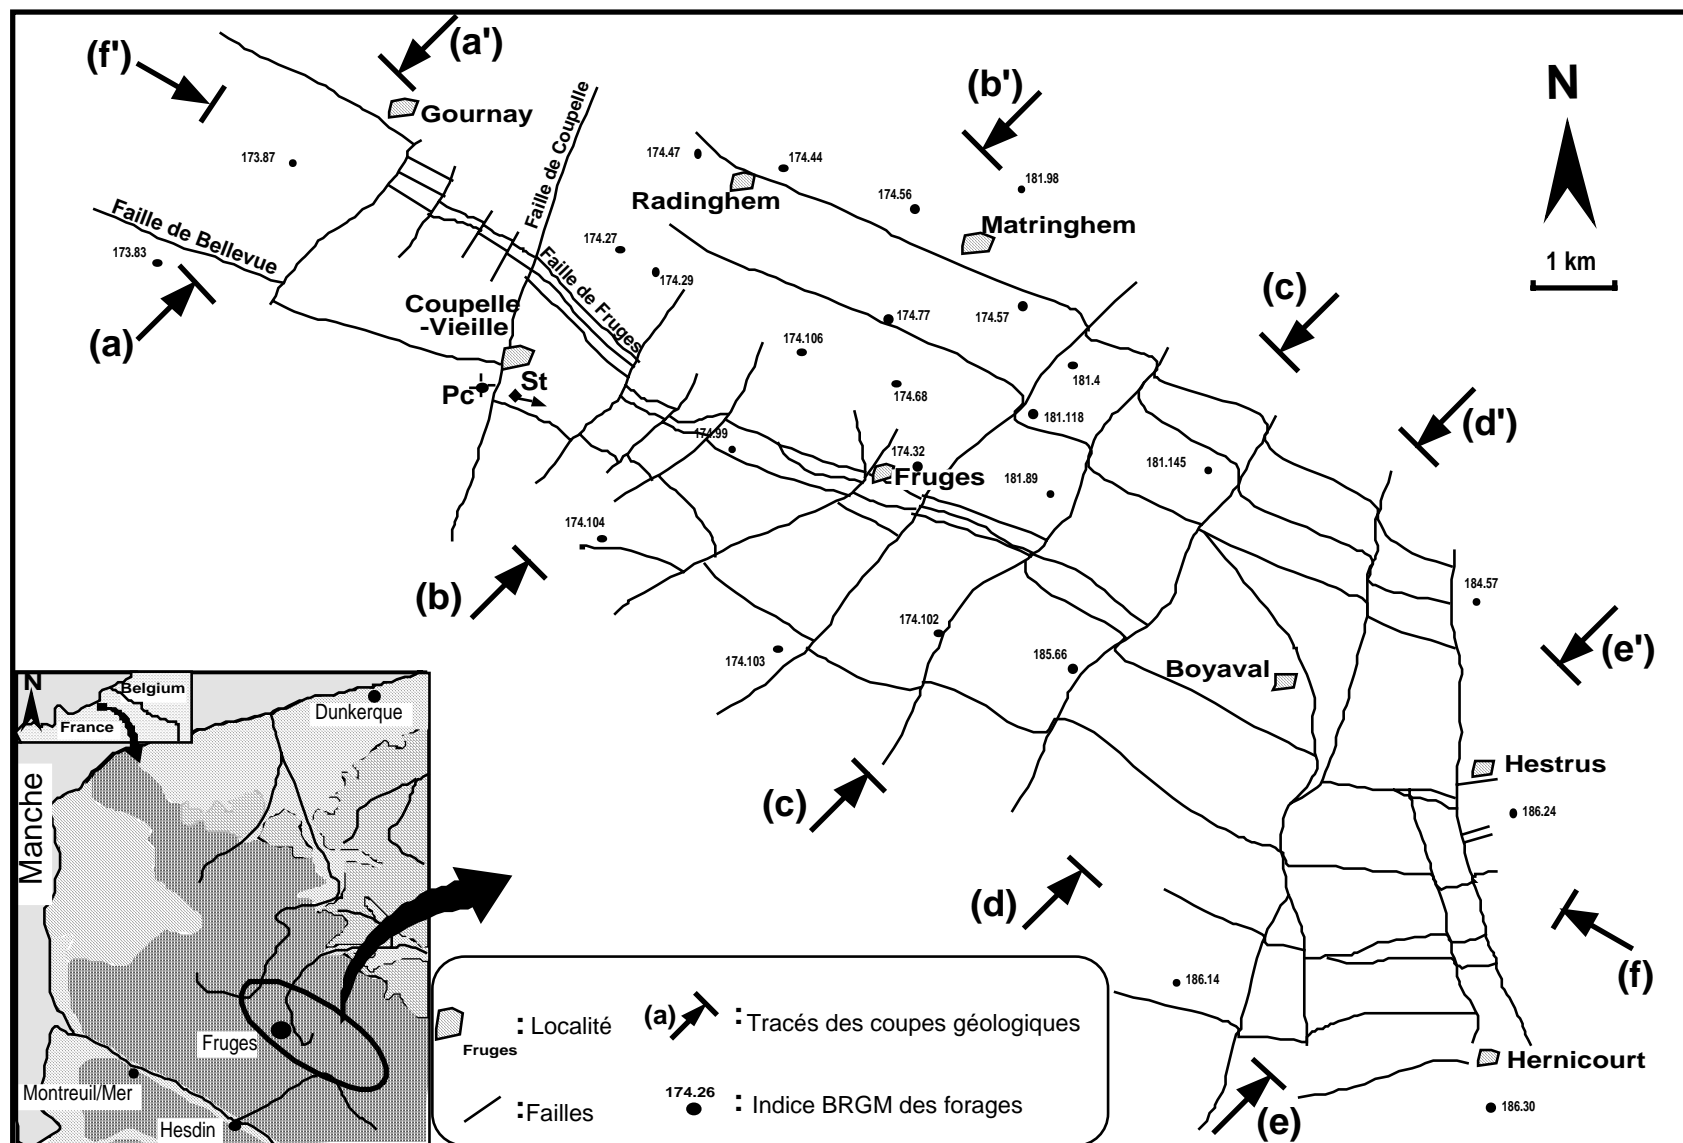 (a')
(f')
(b')
N
Gournay
Faille de Coupelle
173.87
174.47
174.44
181.98
174.56
Radinghem
Matringhem
1 km
Faille de Bellevue
173.83
174.27
174.29
Faille de Fruges
(c)
Coupelle
-Vieille
174.77
174.57
(a)
174.106
Pc
St
174.68
181.4
181.118
(d')
174.99
174.32
Fruges
181.89
181.145
174.104
(b)
184.57
174.102
174.103
185.66
Boyaval
(e')
N
Belgium
France
Dunkerque
Hestrus
Manche
(c)
186.24
(d)
(f)
186.14
Fruges
: Localité
Fruges
(a)
: Tracés des coupes géologiques
Hernicourt
Montreuil/Mer
: Failles
174.26
: Indice BRGM des forages
(e)
186.30
Hesdin